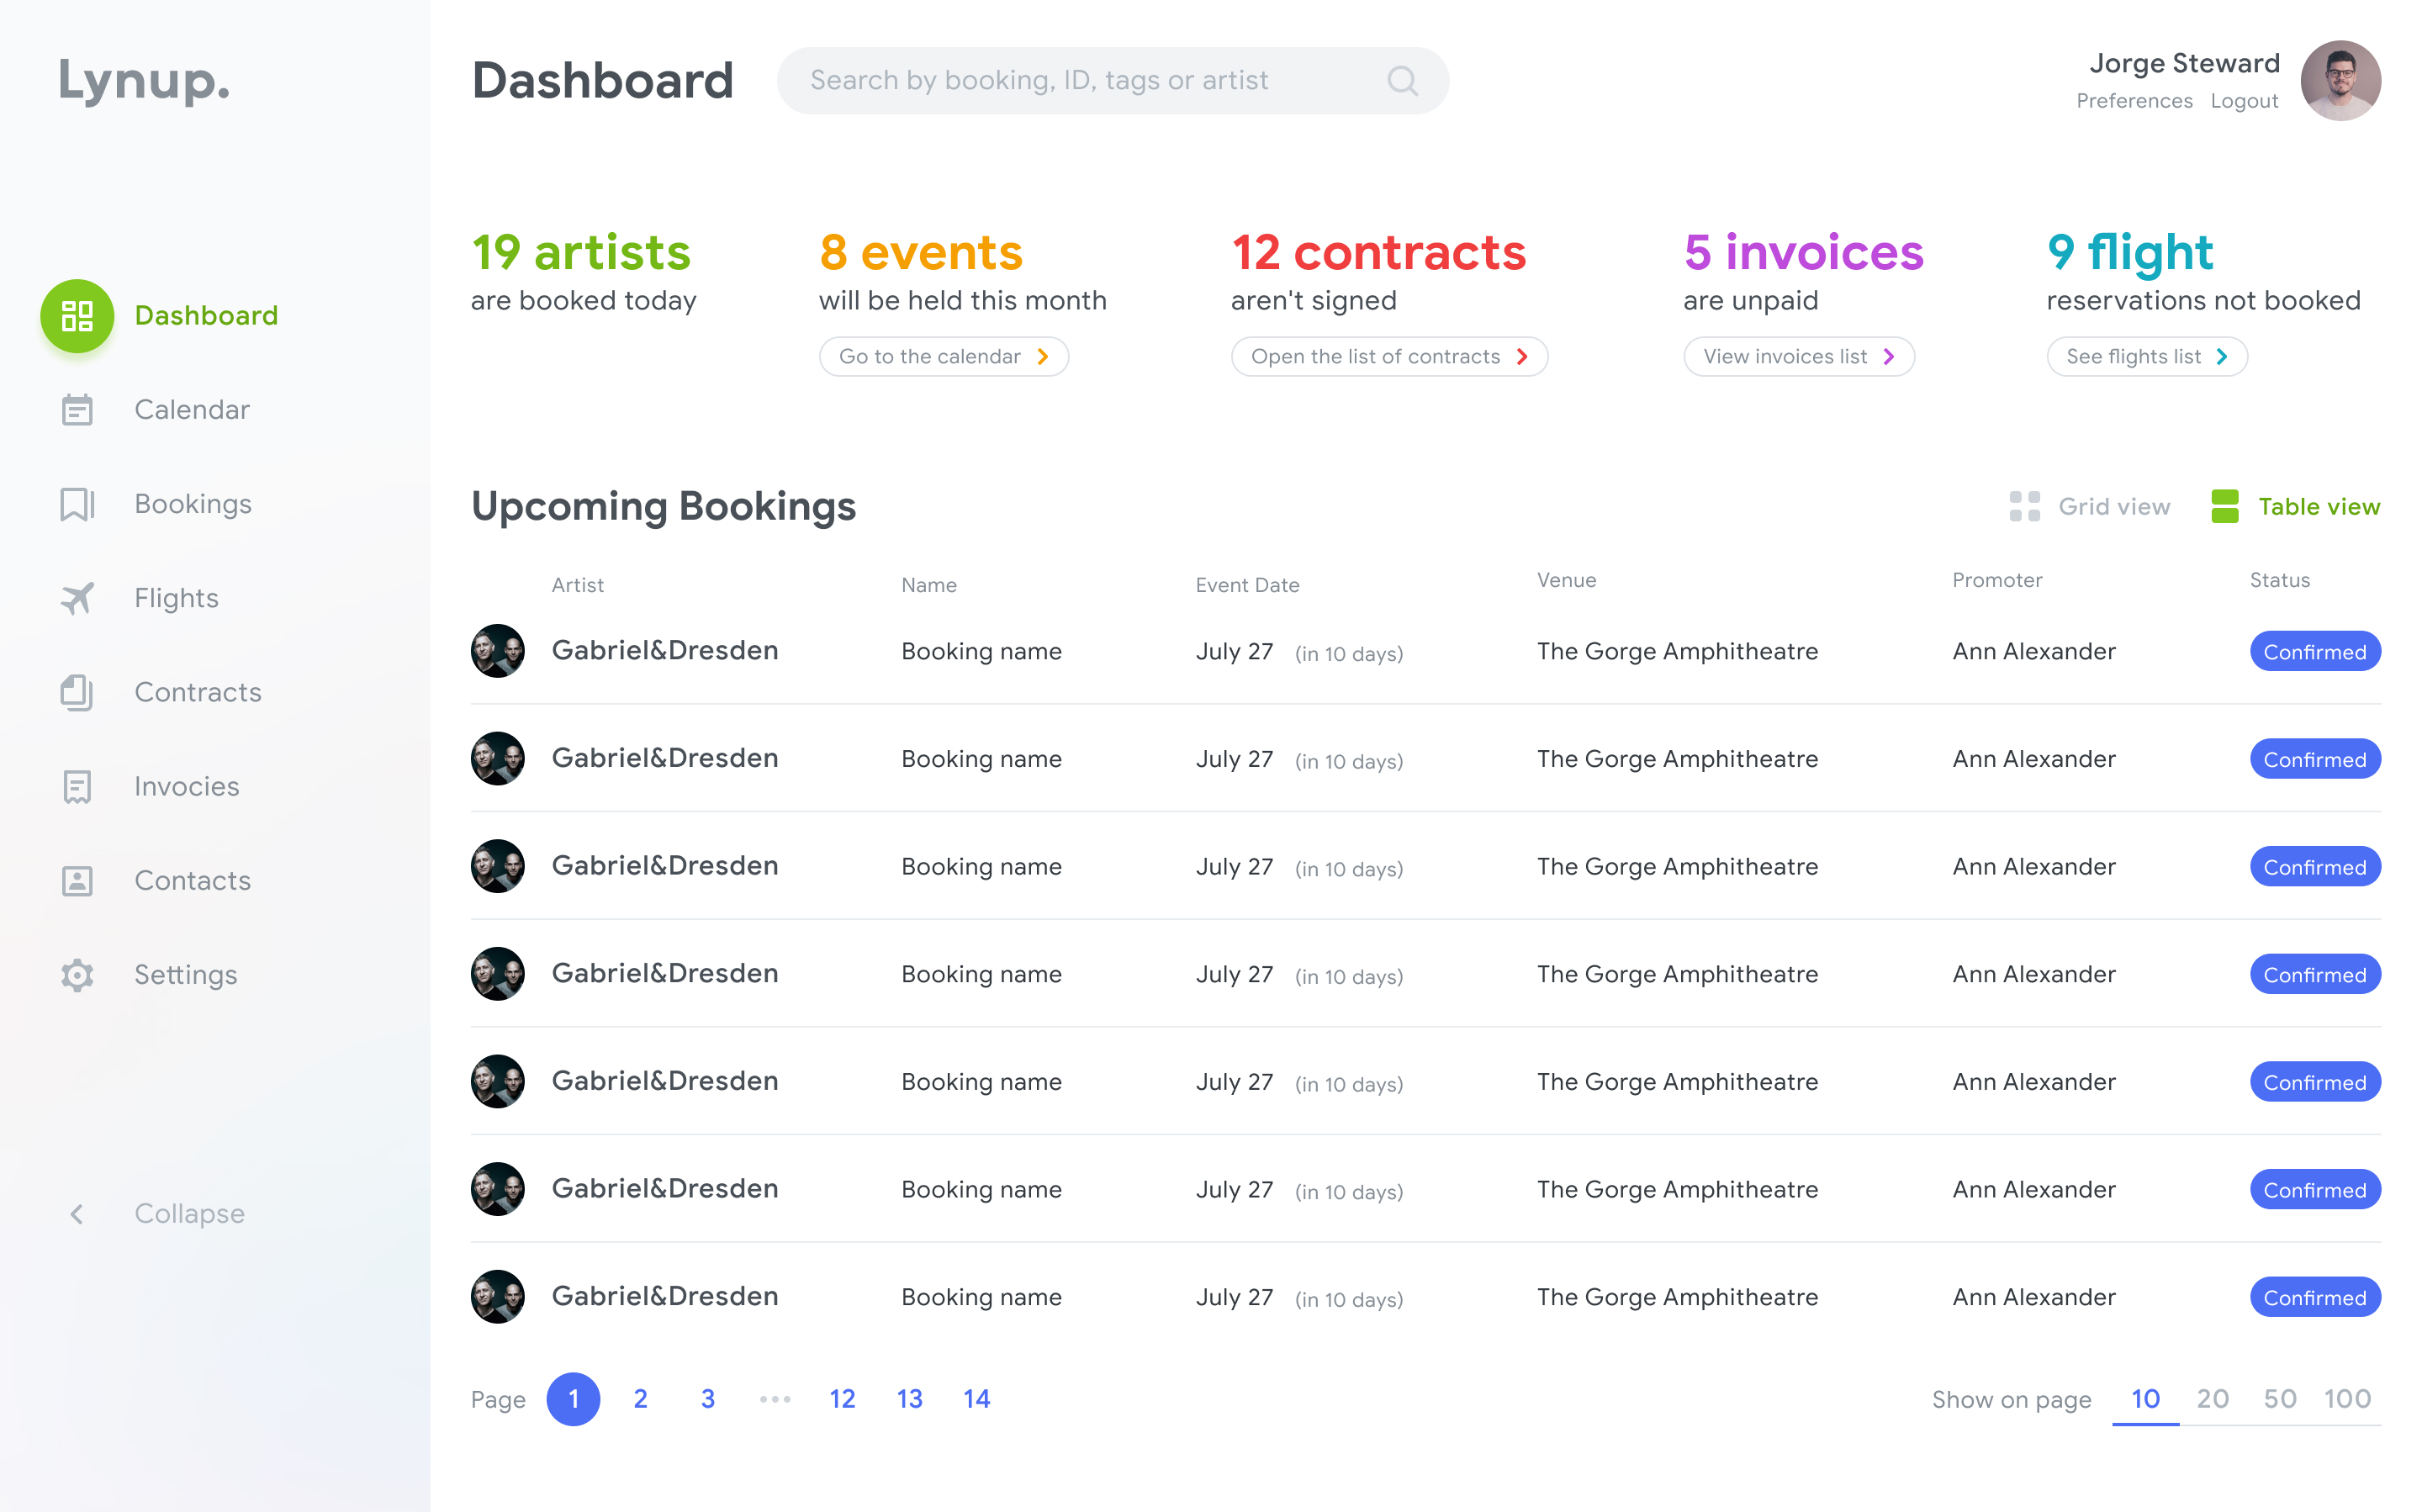 Lynup.
Dashboard
Calendar
Bookings
Flights
Contracts
Invocies
Contacts
Settings
Collapse
Dashboard
Search by booking, ID, tags or artist
Jorge Steward
Preferences Logout
19 artists
are booked today
8 events
will be held this month
Go to the calendar
12 contracts
aren't signed
Open the list of contracts
5 invoices
are unpaid
View invoices list
9 flight
reservations not booked
See flights list
Upcoming Bookings
Grid view Table view
Artist Name Event Date Venue Promoter Status
Gabriel&Dresden Booking name July 27 (in 10 days) The Gorge Amphitheatre Ann Alexander Confirmed
Gabriel&Dresden Booking name July 27 (in 10 days) The Gorge Amphitheatre Ann Alexander Confirmed
Gabriel&Dresden Booking name July 27 (in 10 days) The Gorge Amphitheatre Ann Alexander Confirmed
Gabriel&Dresden Booking name July 27 (in 10 days) The Gorge Amphitheatre Ann Alexander Confirmed
Gabriel&Dresden Booking name July 27 (in 10 days) The Gorge Amphitheatre Ann Alexander Confirmed
Gabriel&Dresden Booking name July 27 (in 10 days) The Gorge Amphitheatre Ann Alexander Confirmed
Gabriel&Dresden Booking name July 27 (in 10 days) The Gorge Amphitheatre Ann Alexander Confirmed
Page 1 2 3 ••• 12 13 14
Show on page 10 20 50 100